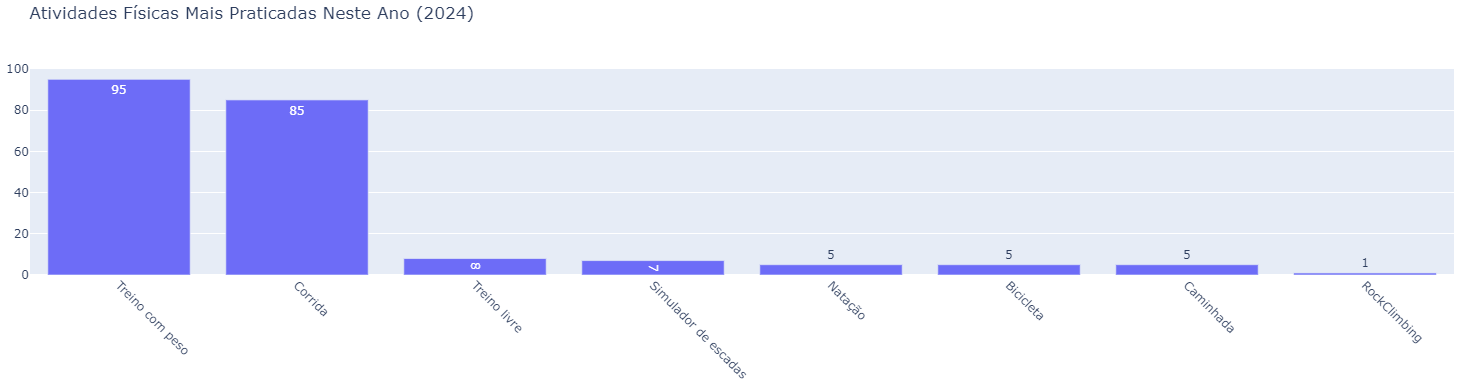 Atividades Físicas Mais Praticadas Neste Ano (2024)
100
80
60
40
20
0
95
85
8
7
5
5
5
1
Treino com peso
Corrida
Treino livre
Simulador de escadas
Natação
Bicicleta
Caminhada
RockClimbing